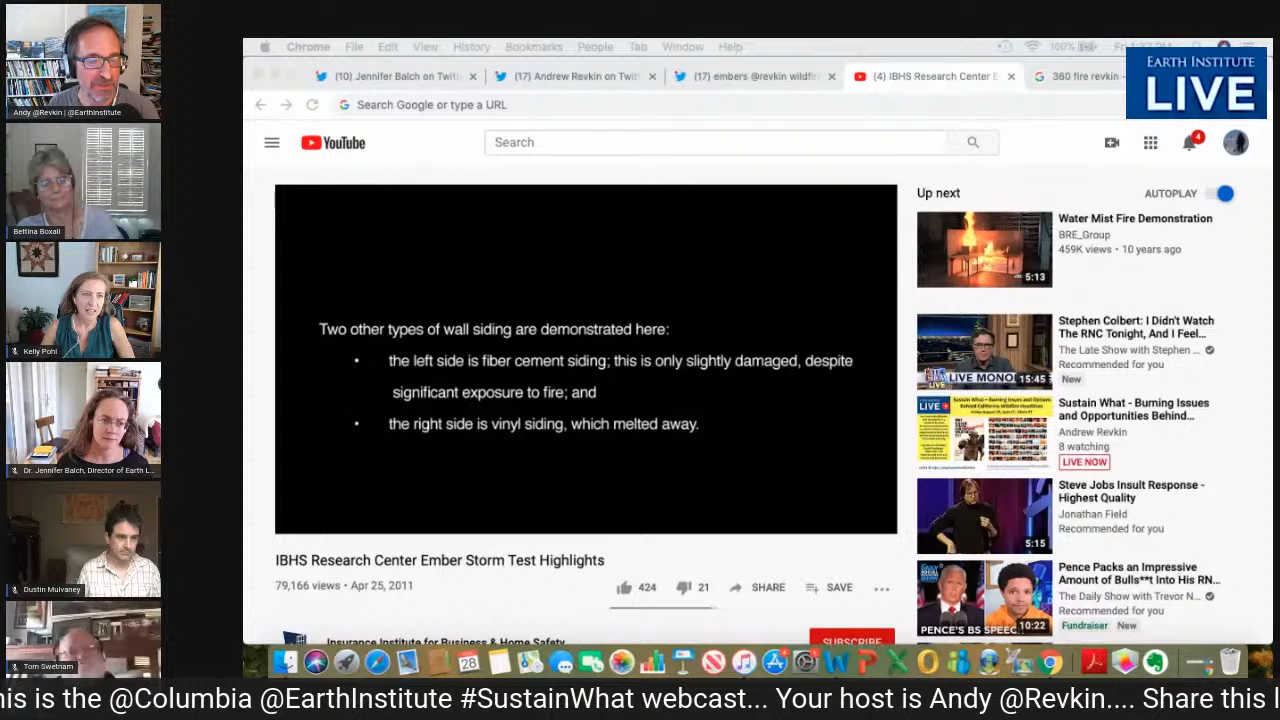 Andy @Revkin | @EarthInstitute
Bettina Boxall
Kelly Pohl
Dr. Jennifer Balch, Director of Earth L...
Dustin Mulvaney
Tom Swetnam
Chrome File Edit View History Bookmarks People Tab Window Help
100%
(10) Jennifer Balch on Twit
(17) Andrew Revkin on Twit
(17) embers revkin wildfi
(4) IBHS Research Center E
360 fire revkin -
EARTH INSTITUTE
LIVE
Search Google or type a URL
YouTube
Search
4
Two other types of wall siding are demonstrated here:
• the left side is fiber cement siding; this is only slightly damaged, despite
significant exposure to fire; and
• the right side is vinyl siding, which melted away.
IBHS Research Center Ember Storm Test Highlights
79,166 views • Apr 25, 2011
424
21
SHARE
SAVE
Insurance Institute for Business & Home Safety
SUBSCRIBE
Up next
AUTOPLAY
Water Mist Fire Demonstration
BRE_Group
459K views • 10 years ago
5:13
Stephen Colbert: I Didn't Watch
The RNC Tonight, And I Feel...
The Late Show with Stephen ...
Recommended for you
New
LIVE MONO
15:45
Sustain What - Burning Issues
and Opportunities Behind...
Andrew Revkin
8 watching
LIVE NOW
Steve Jobs Insult Response -
Highest Quality
Jonathan Field
Recommended for you
5:15
Pence Packs an Impressive
Amount of Bulls**t Into His RN...
The Daily Show with Trevor N...
Recommended for you
Fundraiser New
PENCE'S BS SPEEC
10:22
28
his is the @Columbia @EarthInstitute #SustainWhat webcast... Your host is Andy @Revkin.... Share this l